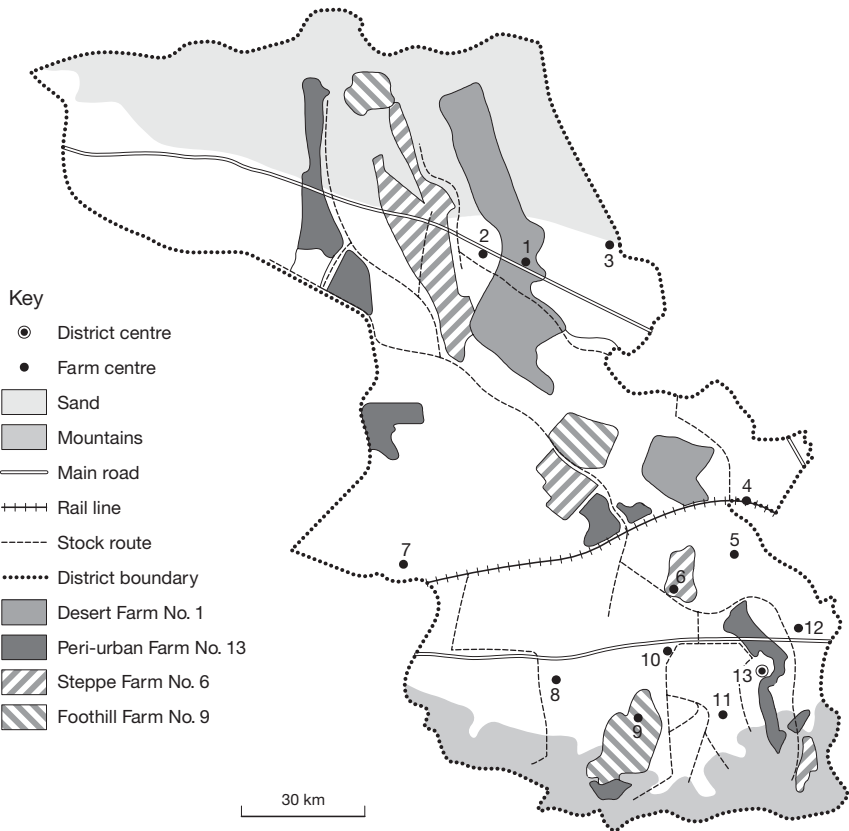 2
1
3
Key
District centre
Farm centre
Sand
Mountains
Main road
Rail line
Stock route
District boundary
Desert Farm No. 1
Peri-urban Farm No. 13
Steppe Farm No. 6
Foothill Farm No. 9
4
5
7
6
12
10
13
8
11
9
30 km